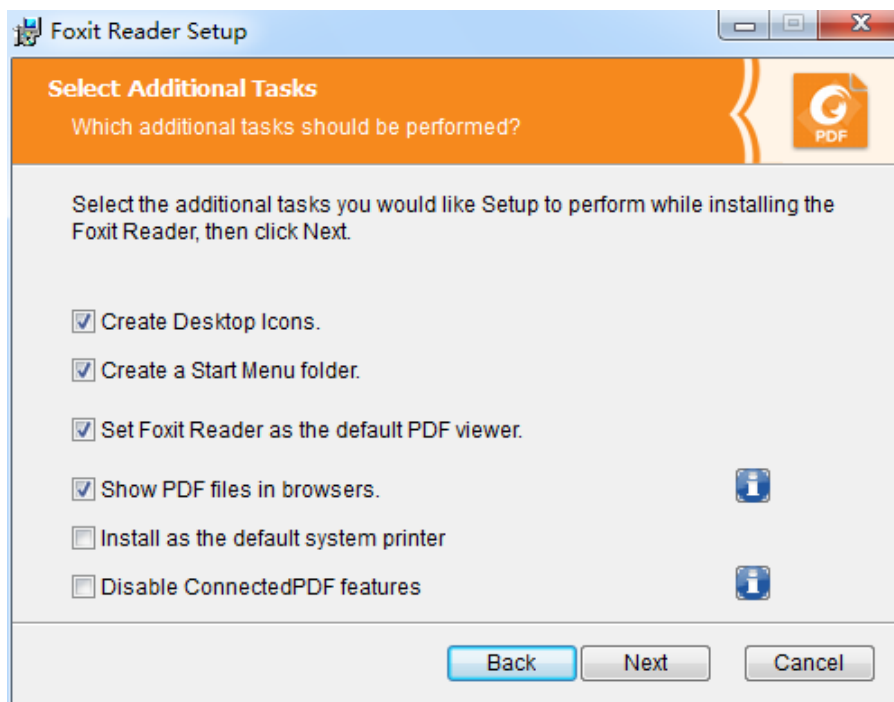 Foxit Reader Setup
Select Additional Tasks
Which additional tasks should be performed?
PDF
Select the additional tasks you would like Setup to perform while installing the
Foxit Reader, then click Next.
Create Desktop Icons.
Create a Start Menu folder.
Set Foxit Reader as the default PDF viewer.
Show PDF files in browsers.
Install as the default system printer
Disable ConnectedPDF features
Back Next Cancel